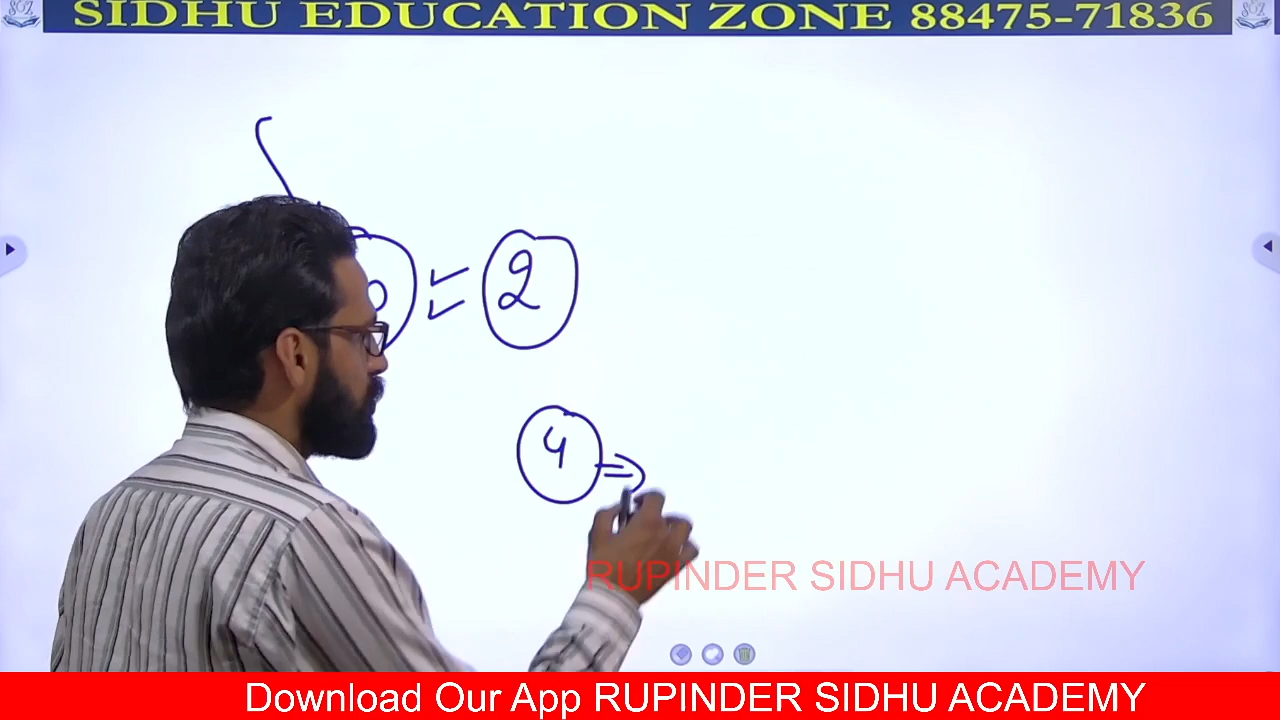 SIDHU EDUCATION ZONE 88475-71836
= 2
4 ⇒
RUPINDER SIDHU ACADEMY
Download Our App RUPINDER SIDHU ACADEMY